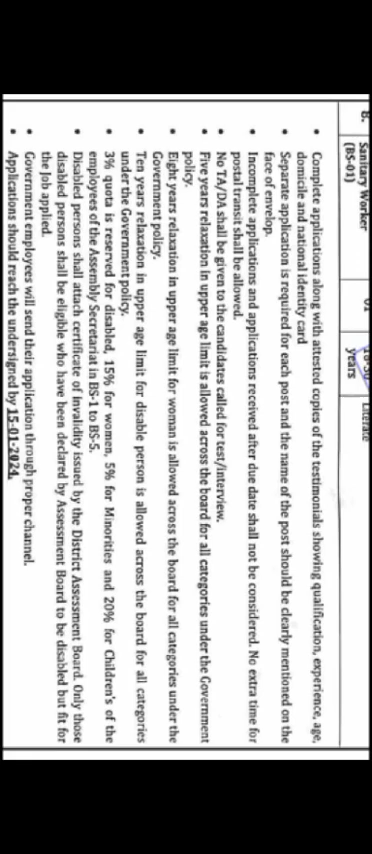 8. Sanitary Worker 01 18-30 Literate
(BS-01) years
• Complete applications along with attested copies of the testimonials showing qualification, experience, age,
domicile and national identity card
• Separate application is required for each post and the name of the post should be clearly mentioned on the
face of envelop.
• Incomplete applications and applications received after due date shall not be considered. No extra time for
postal transit shall be allowed.
• No TA/DA shall be given to the candidates called for test/interview.
• Five years relaxation in upper age limit is allowed across the board for all categories under the Government
policy.
• Eight years relaxation in upper age limit for woman is allowed across the board for all categories under the
Government policy.
• Ten years relaxation in upper age limit for disable person is allowed across the board for all categories
under the Government policy.
• 3% quota is reserved for disabled, 15% for women, 5% for Minorities and 20% for Children's of the
employees of the Assembly Secretariat in BS-1 to BS-5.
• Disabled persons shall attach certificate of Invalidity issued by the District Assessment Board. Only those
disabled persons shall be eligible who have been declared by Assessment Board to be disabled but fit for
the Job applied.
• Government employees will send their application through proper channel.
• Applications should reach the undersigned by 15-01-2024.